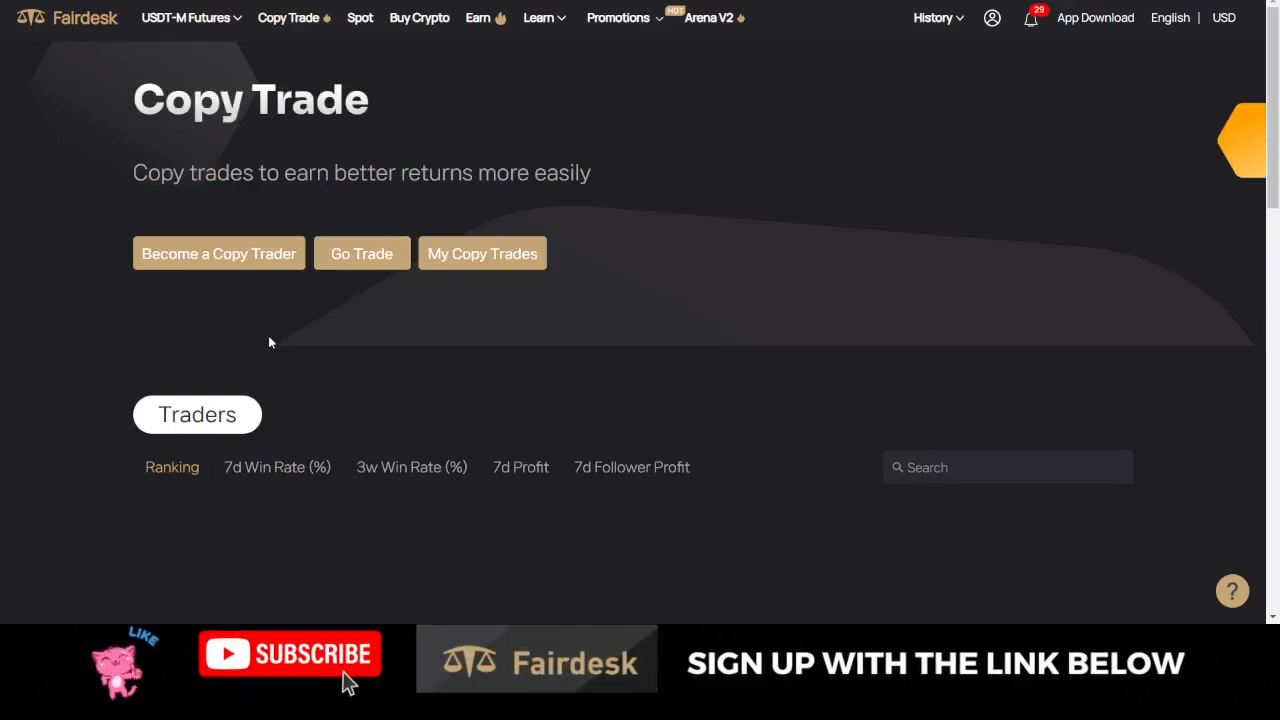 Fairdesk USDT-M Futures Copy Trade Spot Buy Crypto Earn Learn Promotions HOT Arena V2 History 29 App Download English | USD
Copy Trade
Copy trades to earn better returns more easily
Become a Copy Trader Go Trade My Copy Trades
Traders
Ranking 7d Win Rate (%) 3w Win Rate (%) 7d Profit 7d Follower Profit Search
?
LIKE
SUBSCRIBE Fairdesk SIGN UP WITH THE LINK BELOW